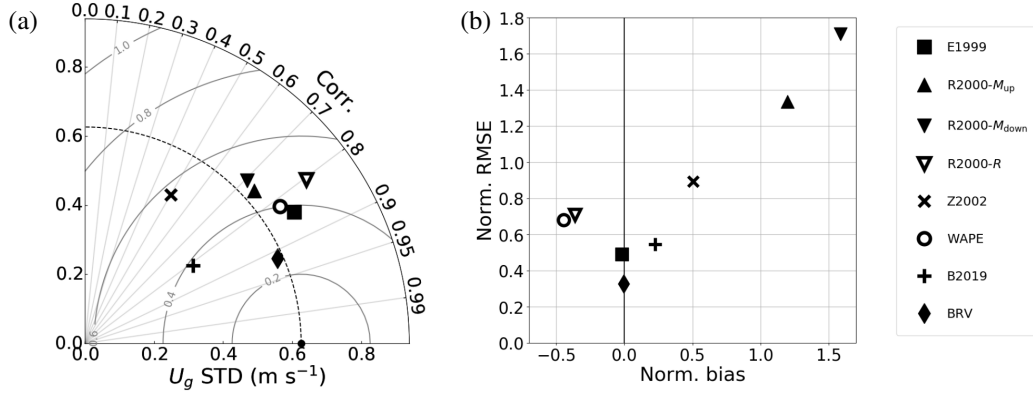 (a)
0.0 0.1 0.2 0.3 0.4 0.5 0.6 0.7 0.8 0.9 0.95 0.99
Corr.
1.0
0.8
0.8
0.6
0.4
0.2
0.0
0.4
0.2
0.6
0.0 0.2 0.4 0.6 0.8
U_g STD (m s⁻¹)
(b)
1.8
1.6
1.4
1.2
1.0
0.8
0.6
0.4
0.2
0.0
Norm. RMSE
−0.5 0.0 0.5 1.0 1.5
Norm. bias
E1999
R2000-M_up
R2000-M_down
R2000-R
Z2002
WAPE
B2019
BRV